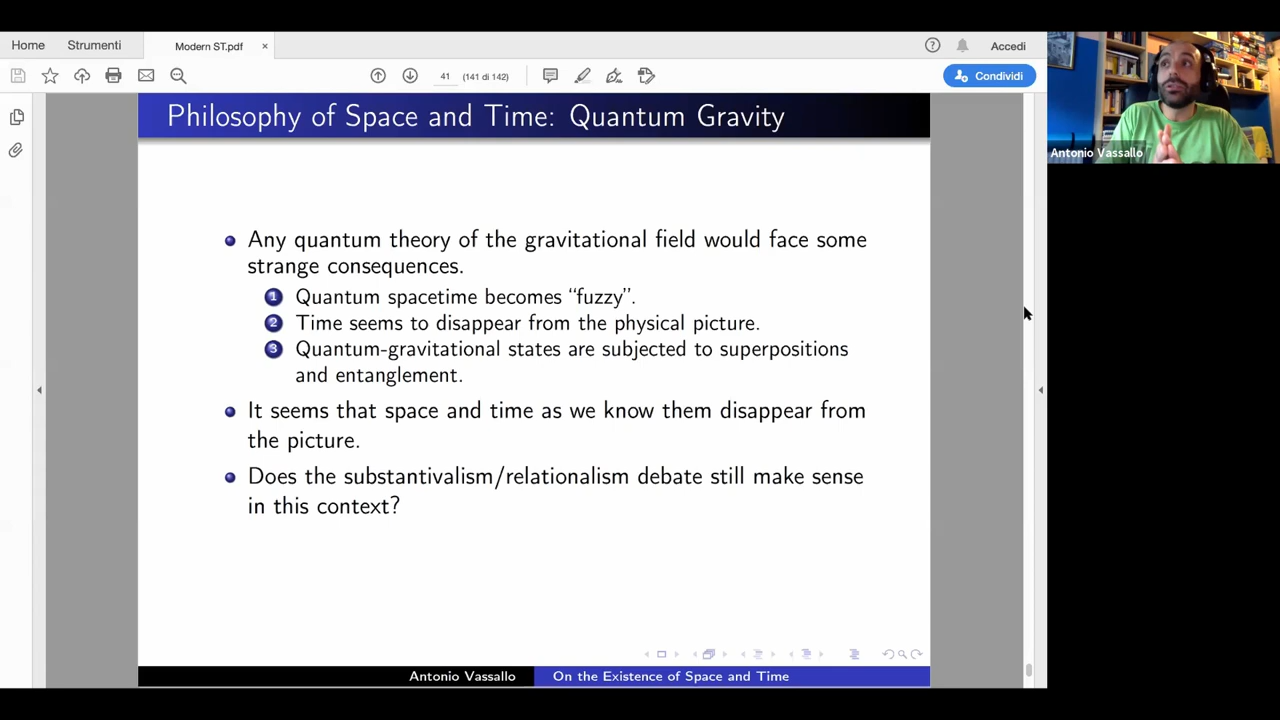 Home
Strumenti
Modern ST.pdf
×
Accedi
41
(141 di 142)
Condividi
Antonio Vassallo
Philosophy of Space and Time: Quantum Gravity
Any quantum theory of the gravitational field would face some
strange consequences.
1 Quantum spacetime becomes “fuzzy”.
2 Time seems to disappear from the physical picture.
3 Quantum-gravitational states are subjected to superpositions
and entanglement.
It seems that space and time as we know them disappear from
the picture.
Does the substantivalism/relationalism debate still make sense
in this context?
Antonio Vassallo
On the Existence of Space and Time